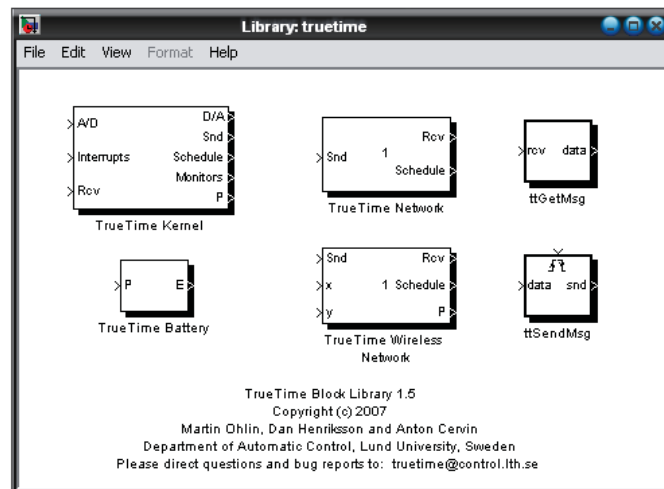 Library: truetime
File Edit View Format Help
A/D
Interrupts
Rcv
D/A
Snd
Schedule
Monitors
P
TrueTime Kernel
Snd
1
Rcv
Schedule
TrueTime Network
rcv data
ttGetMsg
P E
TrueTime Battery
Snd
x
y
1
Rcv
Schedule
P
TrueTime Wireless
Network
data snd
ttSendMsg
TrueTime Block Library 1.5
Copyright (c) 2007
Martin Ohlin, Dan Henriksson and Anton Cervin
Department of Automatic Control, Lund University, Sweden
Please direct questions and bug reports to: truetime@control.lth.se